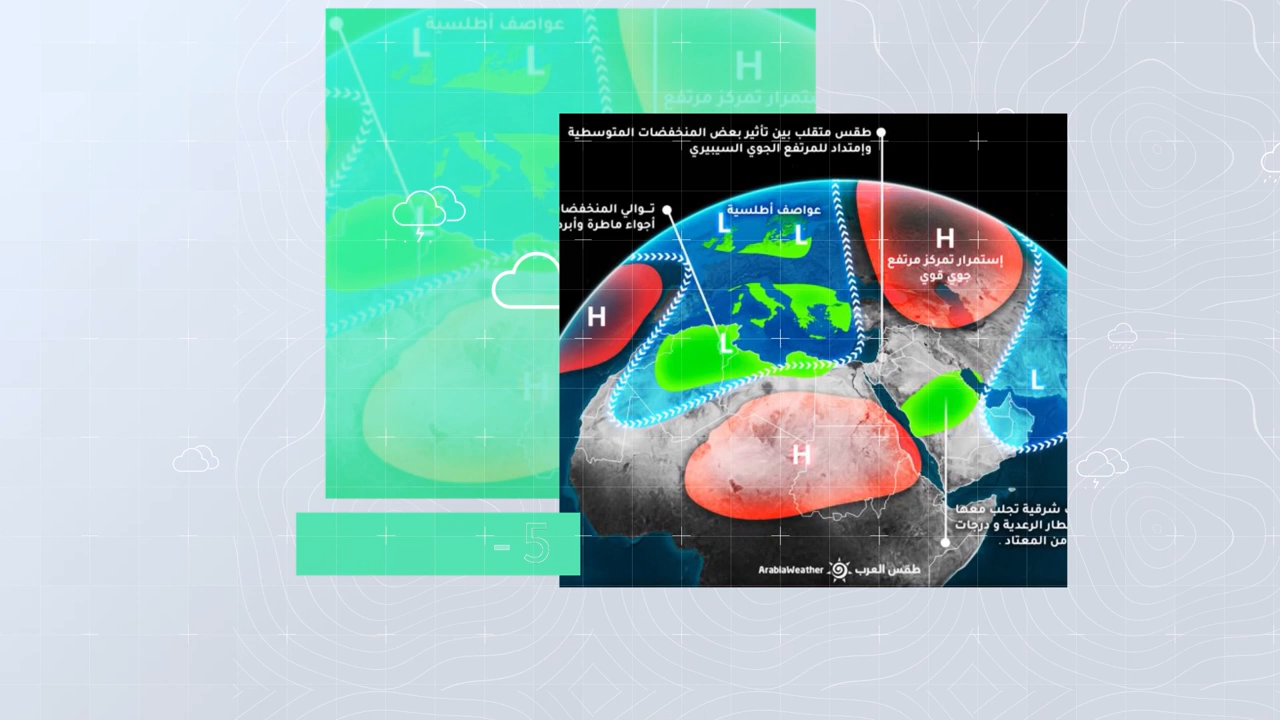 عواصف أطلسية
L
L
H
ستمرار تمركز مرتفع
طقس متقلب بين تأثير بعض المنخفضات المتوسطية
وإمتداد للمرتفع الجوي السيبيري
تـوالي المنخفضا
أجواء ماطرة وأبر
عواصف أطلسية
L
L
H
إستمرار تمركز مرتفع
جوي قوي
H
L
L
L
H
H
شرقية تجلب معها
طار الرعدية و درجات
من المعتاد .
-5
ArabiaWeather طقس العرب